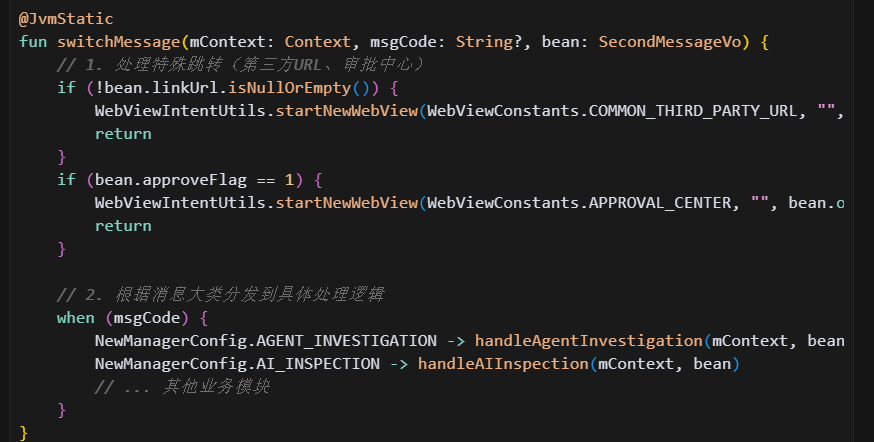 @JvmStatic
fun switchMessage(mContext: Context, msgCode: String?, bean: SecondMessageVo) {
    // 1. 处理特殊跳转（第三方URL、审批中心）
    if (!bean.linkUrl.isNullOrEmpty()) {
        WebViewIntentUtils.startNewWebView(WebViewConstants.COMMON_THIRD_PARTY_URL, "",
        return
    }
    if (bean.approveFlag == 1) {
        WebViewIntentUtils.startNewWebView(WebViewConstants.APPROVAL_CENTER, "", bean.o
        return
    }

    // 2. 根据消息大类分发到具体处理逻辑
    when (msgCode) {
        NewManagerConfig.AGENT_INVESTIGATION -> handleAgentInvestigation(mContext, bean
        NewManagerConfig.AI_INSPECTION -> handleAIInspection(mContext, bean)
        // ... 其他业务模块
    }
}